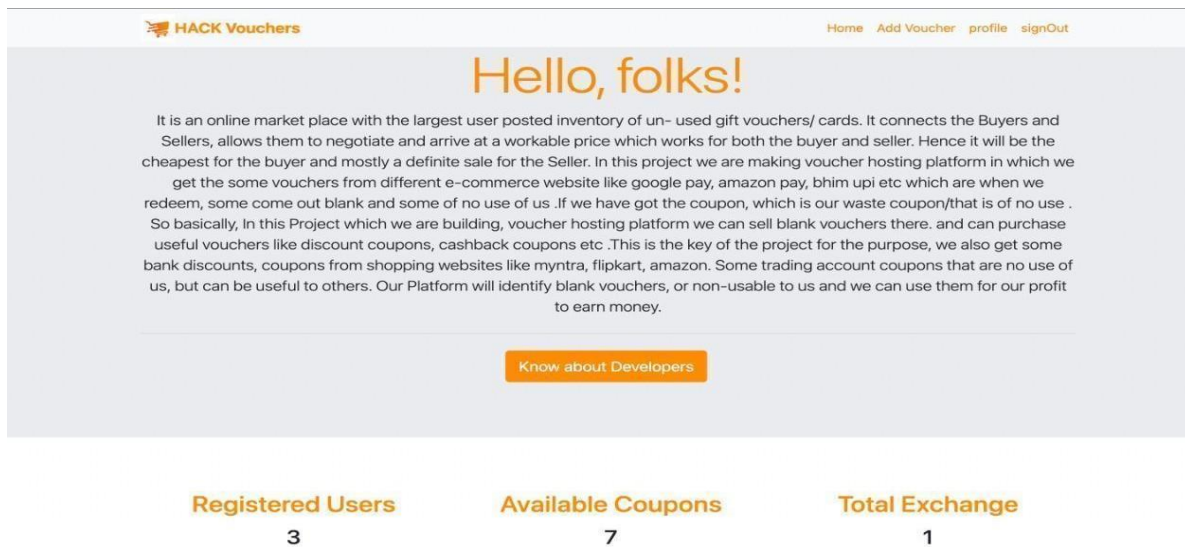 HACK Vouchers
Home Add Voucher profile signOut
Hello, folks!
It is an online market place with the largest user posted inventory of un- used gift vouchers/ cards. It connects the Buyers and
Sellers, allows them to negotiate and arrive at a workable price which works for both the buyer and seller. Hence it will be the
cheapest for the buyer and mostly a definite sale for the Seller. In this project we are making voucher hosting platform in which we
get the some vouchers from different e-commerce website like google pay, amazon pay, bhim upi etc which are when we
redeem, some come out blank and some of no use of us .If we have got the coupon, which is our waste coupon/that is of no use .
So basically, In this Project which we are building, voucher hosting platform we can sell blank vouchers there. and can purchase
useful vouchers like discount coupons, cashback coupons etc .This is the key of the project for the purpose, we also get some
bank discounts, coupons from shopping websites like myntra, flipkart, amazon. Some trading account coupons that are no use of
us, but can be useful to others. Our Platform will identify blank vouchers, or non-usable to us and we can use them for our profit
to earn money.
Know about Developers
Registered Users Available Coupons Total Exchange
3 7 1